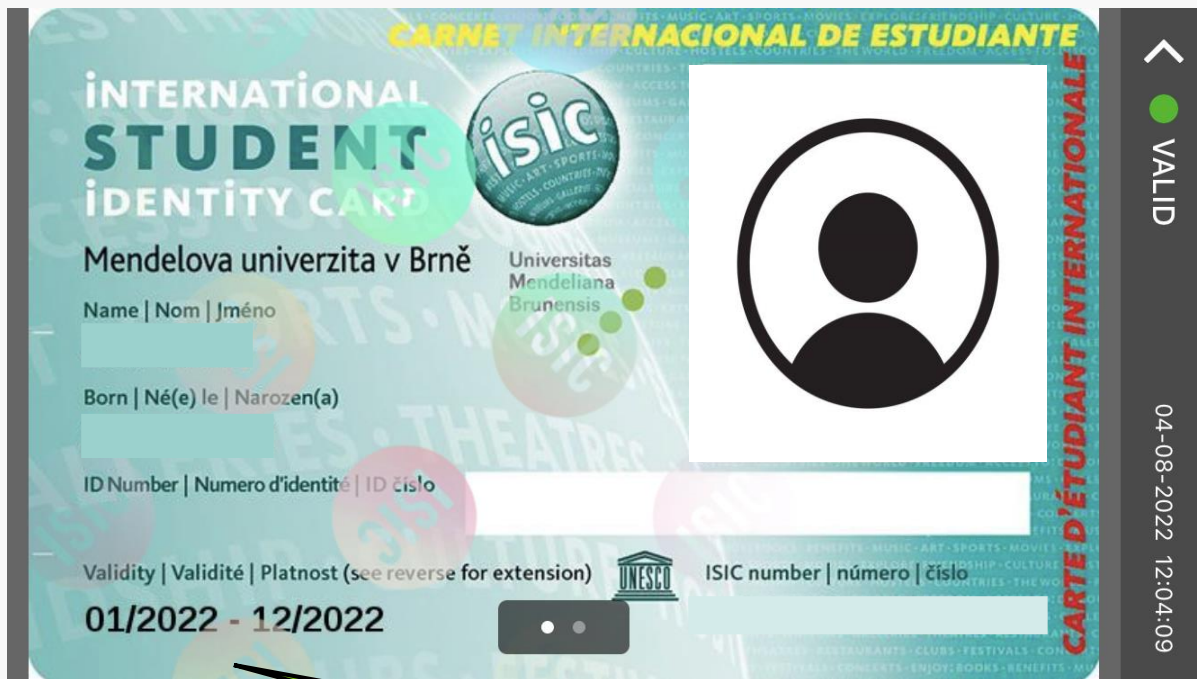 CARNET INTERNACIONAL DE ESTUDIANTE
iNTERNATiONAL
STUDENT
iDENTiTY CARD
isic
Mendelova univerzita v Brně
Universitas
Mendeliana
Brunensis
Name | Nom | Jméno
Born | Né(e) le | Narozen(a)
ID Number | Numero d'identité | ID číslo
Validity | Validité | Platnost (see reverse for extension)
UNESCO
ISIC number | número | číslo
01/2022 - 12/2022
CARTE D'ÉTUDIANT INTERNATIONALE
VALID
04-08-2022 12:04:09